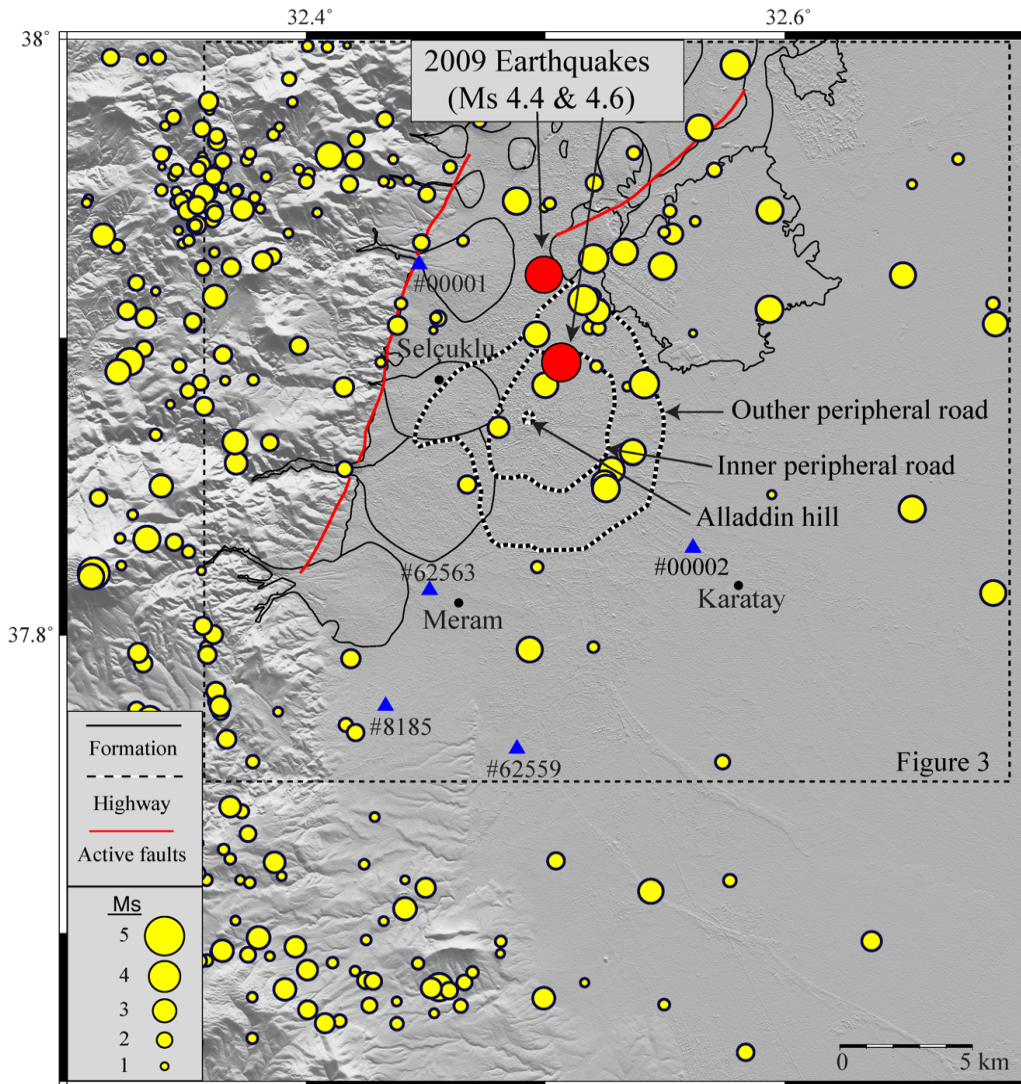 32.4° 32.6°
38°
2009 Earthquakes
(Ms 4.4 & 4.6)
#00001
Selcuklu
Outher peripheral road
Inner peripheral road
Alladdin hill
#00002
#62563
Karatay
Meram
37.8°
#8185
#62559
Figure 3
Formation
Highway
Active faults
Ms
5
4
3
2
1
0 5 km